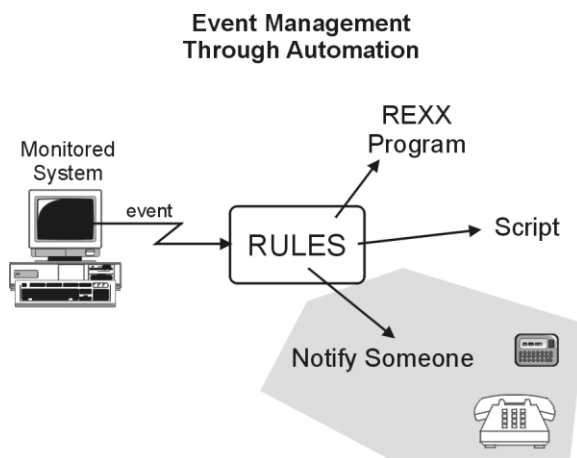 Event Management
Through Automation
REXX
Program
Monitored
System
event
RULES
Script
Notify Someone